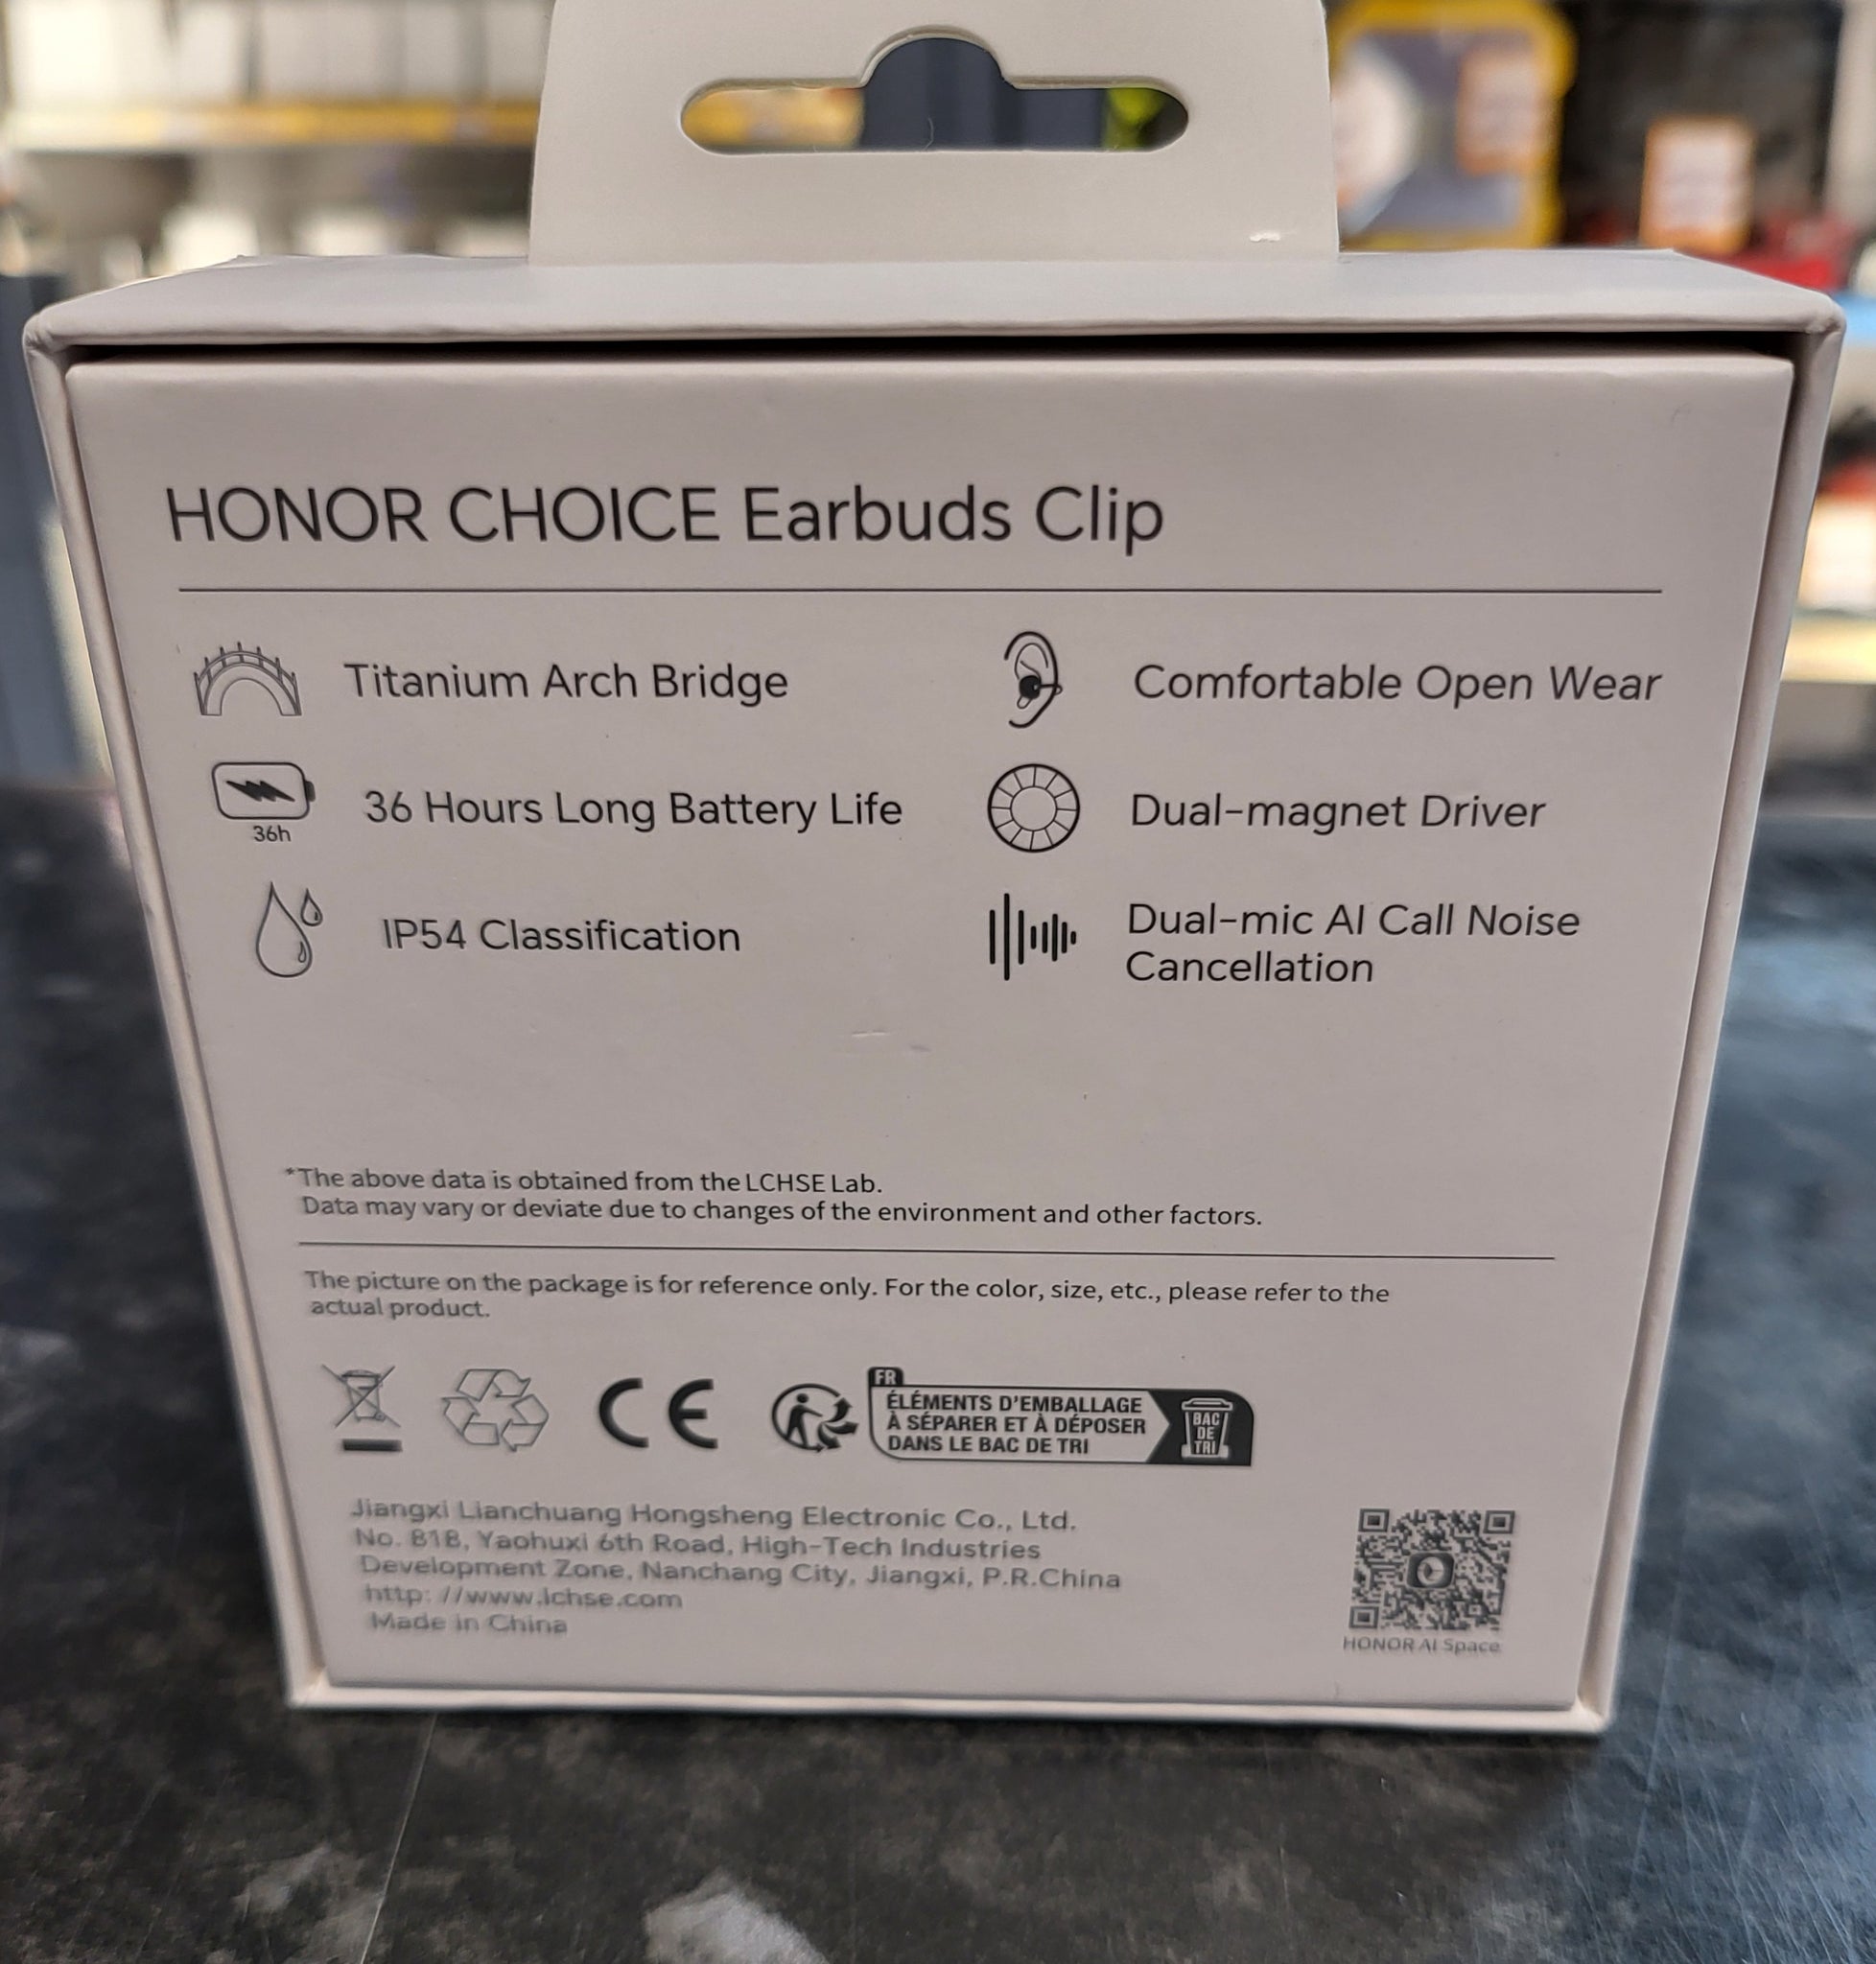 HONOR CHOICE Earbuds Clip
Titanium Arch Bridge
Comfortable Open Wear
36h
36 Hours Long Battery Life
Dual-magnet Driver
IP54 Classification
Dual-mic AI Call Noise
Cancellation
*The above data is obtained from the LCHSE Lab.
Data may vary or deviate due to changes of the environment and other factors.
The picture on the package is for reference only. For the color, size, etc., please refer to the
actual product.
CE
FR
ÉLÉMENTS D'EMBALLAGE
À SÉPARER ET À DÉPOSER
DANS LE BAC DE TRI
BAC
DE
TRI
Jiangxi Lianchuang Hongsheng Electronic Co., Ltd.
No. 818, Yaohuxi 6th Road, High-Tech Industries
Development Zone, Nanchang City, Jiangxi, P.R.China
http: //www.lchse.com
Made in China
HONOR AI Space